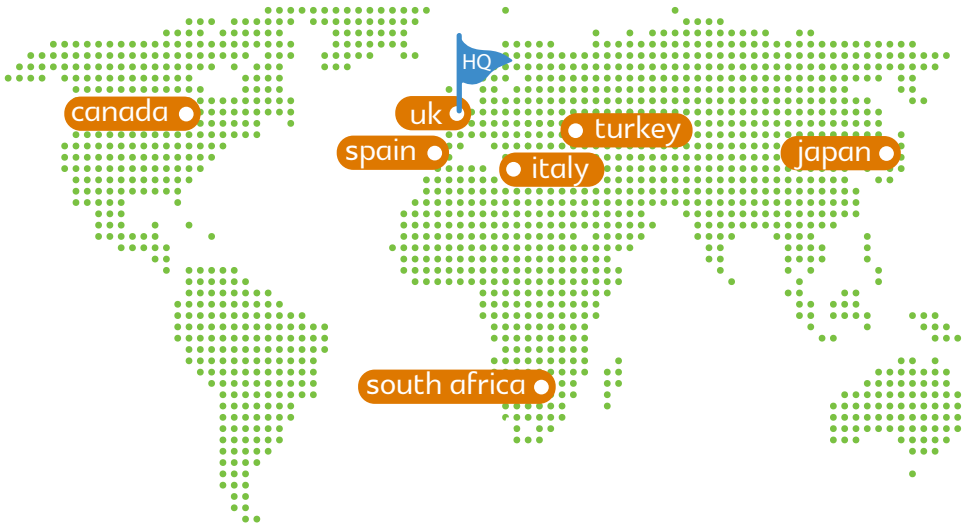 HQ
canada
uk
turkey
spain
japan
italy
south africa